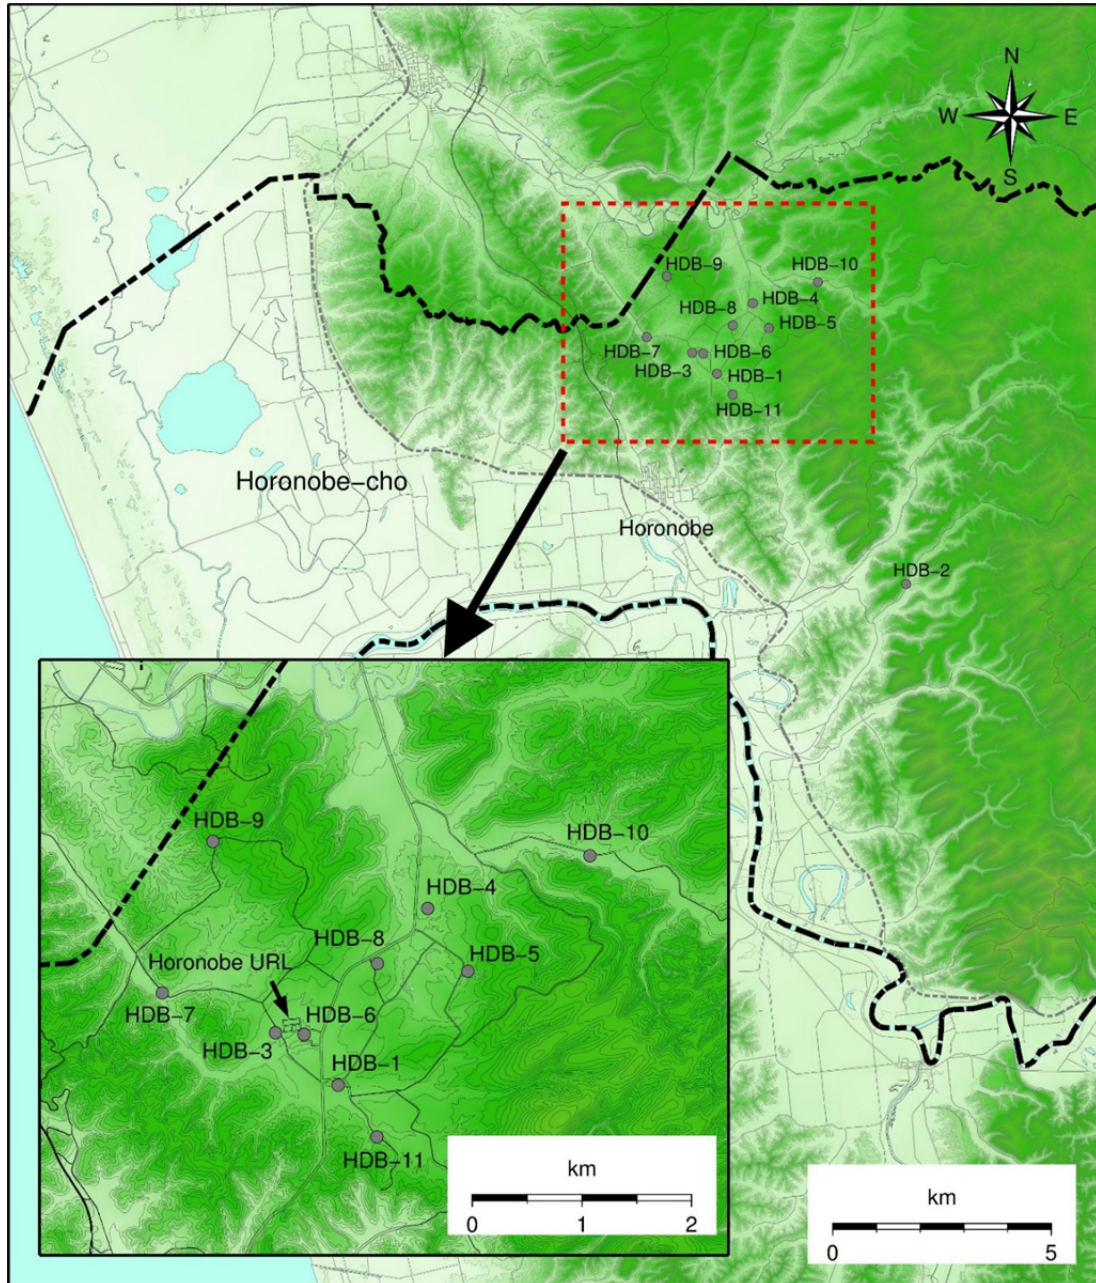 N
W E
S
HDB-9
HDB-10
HDB-8
HDB-4
HDB-5
HDB-7
HDB-6
HDB-3
HDB-1
HDB-11
Horonobe-cho
Horonobe
HDB-2
HDB-9
HDB-10
HDB-4
HDB-8
HDB-5
Horonobe URL
HDB-7
HDB-6
HDB-3
HDB-1
HDB-11
km
0 1 2
km
0 5